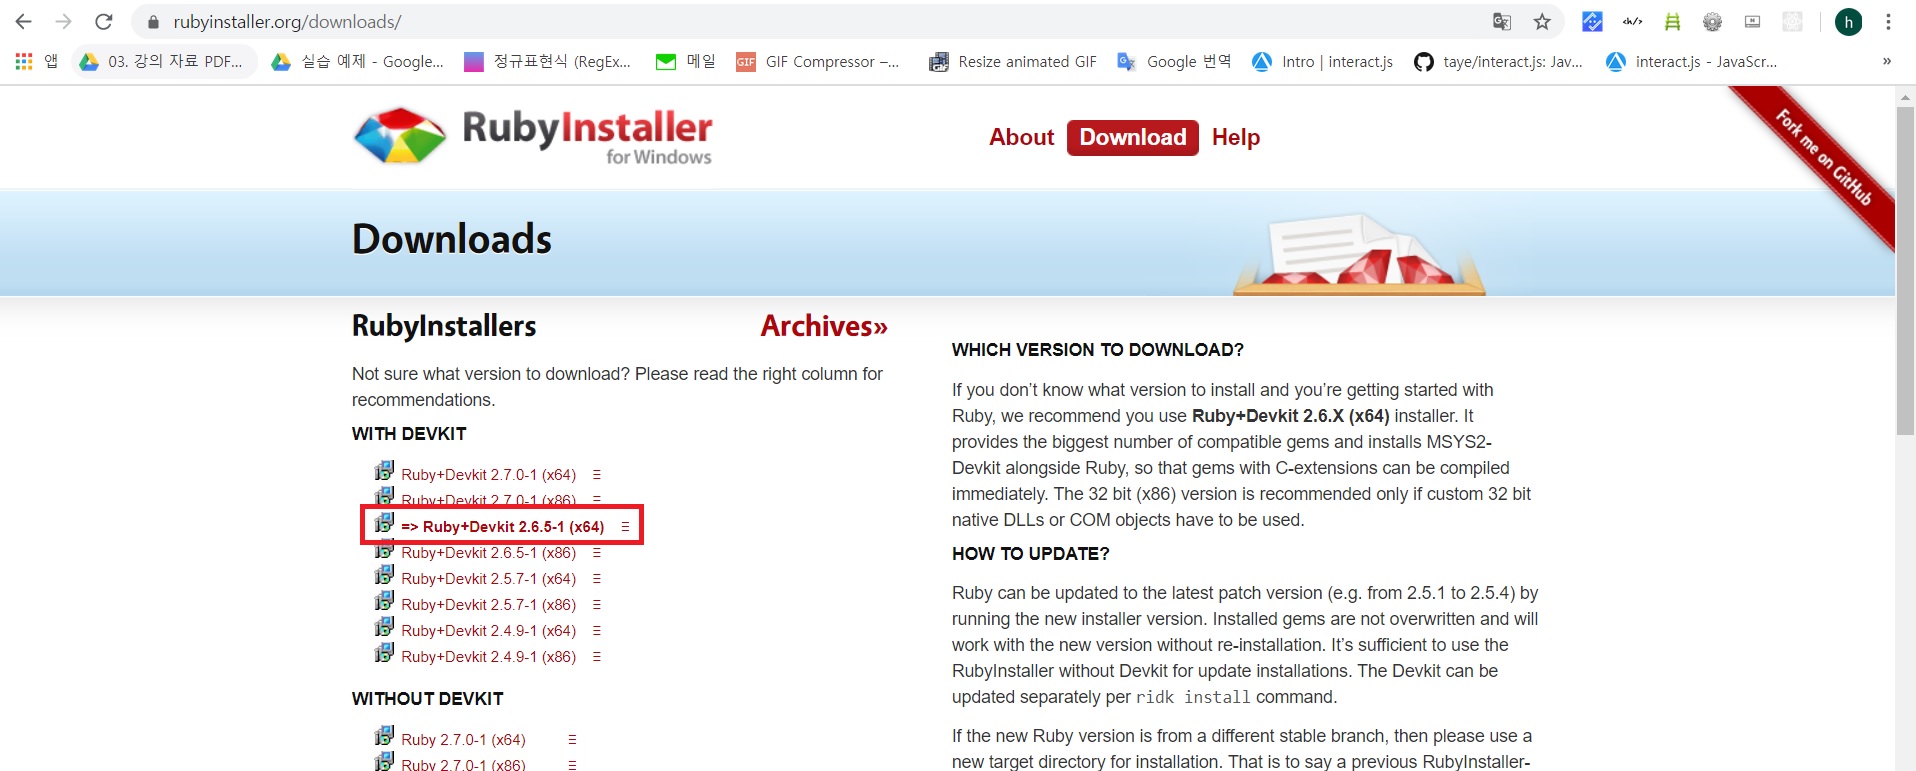 rubyinstaller.org/downloads/
h
앱
03. 강의 자료 PDF...
실습 예제 - Google...
정규표현식 (RegEx...
메일
GIF
GIF Compressor –...
Resize animated GIF
Google 번역
Intro | interact.js
taye/interact.js: Jav...
interact.js - JavaScr...
»
RubyInstaller
for Windows
About
Download
Help
Fork me on GitHub
Downloads
RubyInstallers
Archives»
Not sure what version to download? Please read the right column for
recommendations.
WITH DEVKIT
Ruby+Devkit 2.7.0-1 (x64)
Ruby+Devkit 2.7.0-1 (x86)
=> Ruby+Devkit 2.6.5-1 (x64)
Ruby+Devkit 2.6.5-1 (x86)
Ruby+Devkit 2.5.7-1 (x64)
Ruby+Devkit 2.5.7-1 (x86)
Ruby+Devkit 2.4.9-1 (x64)
Ruby+Devkit 2.4.9-1 (x86)
WITHOUT DEVKIT
Ruby 2.7.0-1 (x64)
Ruby 2.7.0-1 (x86)
WHICH VERSION TO DOWNLOAD?
If you don’t know what version to install and you’re getting started with
Ruby, we recommend you use Ruby+Devkit 2.6.X (x64) installer. It
provides the biggest number of compatible gems and installs MSYS2-
Devkit alongside Ruby, so that gems with C-extensions can be compiled
immediately. The 32 bit (x86) version is recommended only if custom 32 bit
native DLLs or COM objects have to be used.
HOW TO UPDATE?
Ruby can be updated to the latest patch version (e.g. from 2.5.1 to 2.5.4) by
running the new installer version. Installed gems are not overwritten and will
work with the new version without re-installation. It’s sufficient to use the
RubyInstaller without Devkit for update installations. The Devkit can be
updated separately per ridk install command.
If the new Ruby version is from a different stable branch, then please use a
new target directory for installation. That is to say a previous RubyInstaller-